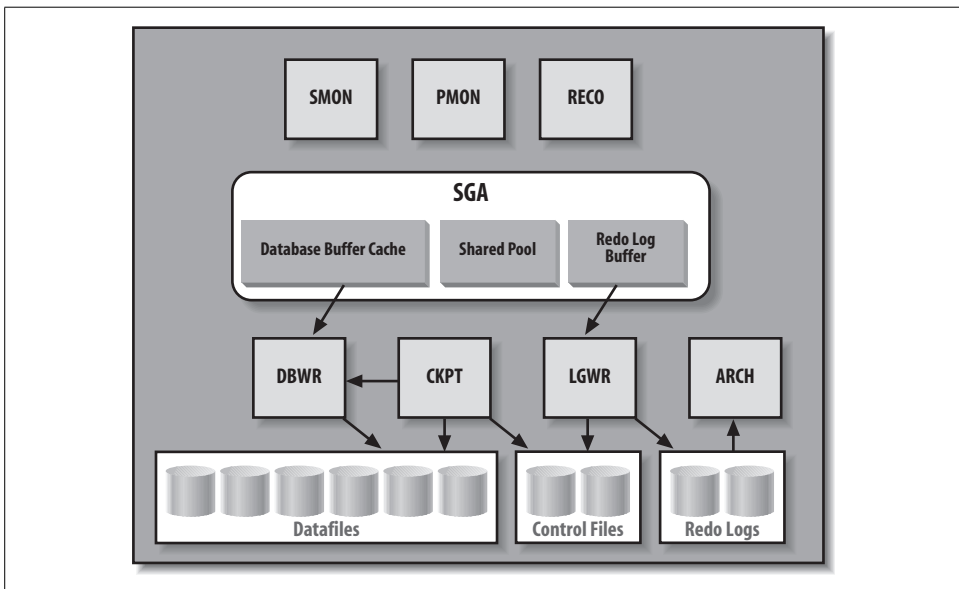 SMON
PMON
RECO
SGA
Database Buffer Cache
Shared Pool
Redo Log
Buffer
DBWR
CKPT
LGWR
ARCH
Datafiles
Control Files
Redo Logs